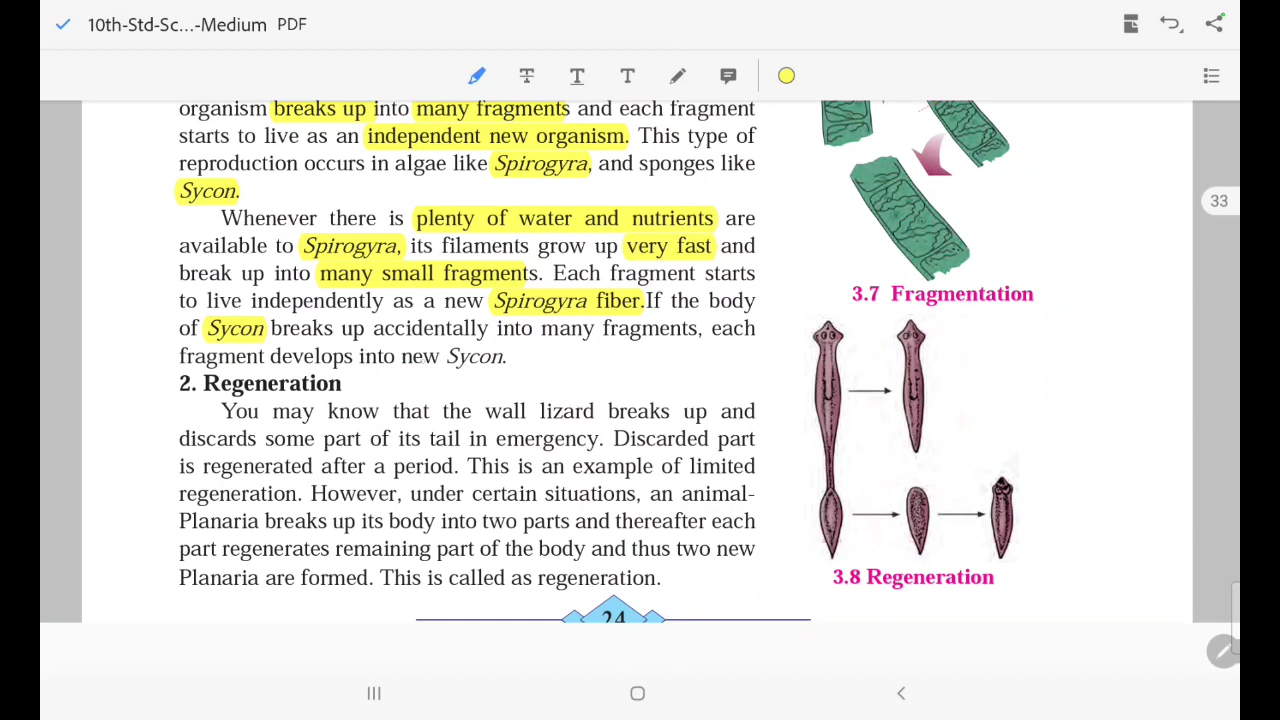 10th-Std-Sc...-Medium PDF
organism breaks up into many fragments and each fragment
starts to live as an independent new organism. This type of
reproduction occurs in algae like Spirogyra, and sponges like
Sycon.
Whenever there is plenty of water and nutrients are
available to Spirogyra, its filaments grow up very fast and
break up into many small fragments. Each fragment starts
to live independently as a new Spirogyra fiber.If the body
of Sycon breaks up accidentally into many fragments, each
fragment develops into new Sycon.
2. Regeneration
You may know that the wall lizard breaks up and
discards some part of its tail in emergency. Discarded part
is regenerated after a period. This is an example of limited
regeneration. However, under certain situations, an animal-
Planaria breaks up its body into two parts and thereafter each
part regenerates remaining part of the body and thus two new
Planaria are formed. This is called as regeneration.
24
33
3.7 Fragmentation
3.8 Regeneration